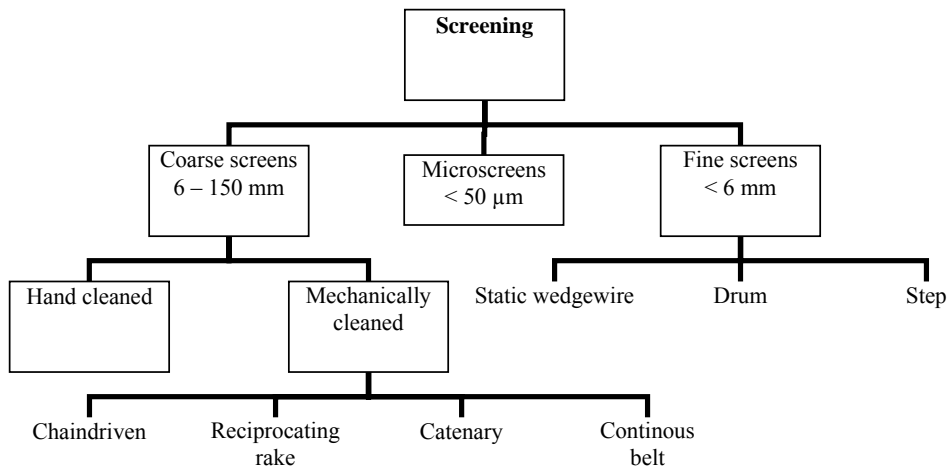 Screening
Coarse screens
6 – 150 mm
Microscreens
< 50 µm
Fine screens
< 6 mm
Hand cleaned
Mechanically
cleaned
Static wedgewire
Drum
Step
Chaindriven
Reciprocating
rake
Catenary
Continous
belt